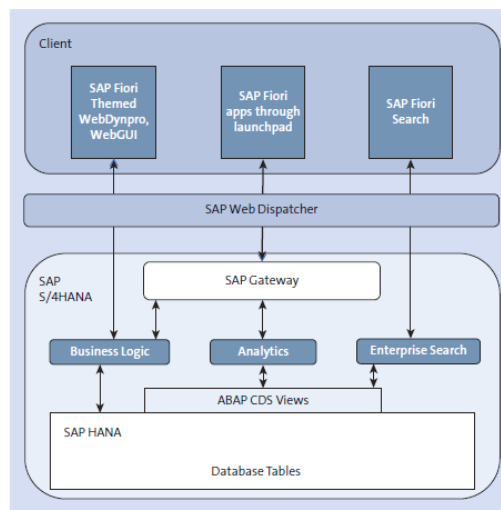 Client
SAP Fiori
Themed
WebDynpro,
WebGUI
SAP Fiori
apps through
launchpad
SAP Fiori
Search
SAP Web Dispatcher
SAP
S/4HANA
SAP Gateway
Business Logic
Analytics
Enterprise Search
ABAP CDS Views
SAP HANA
Database Tables